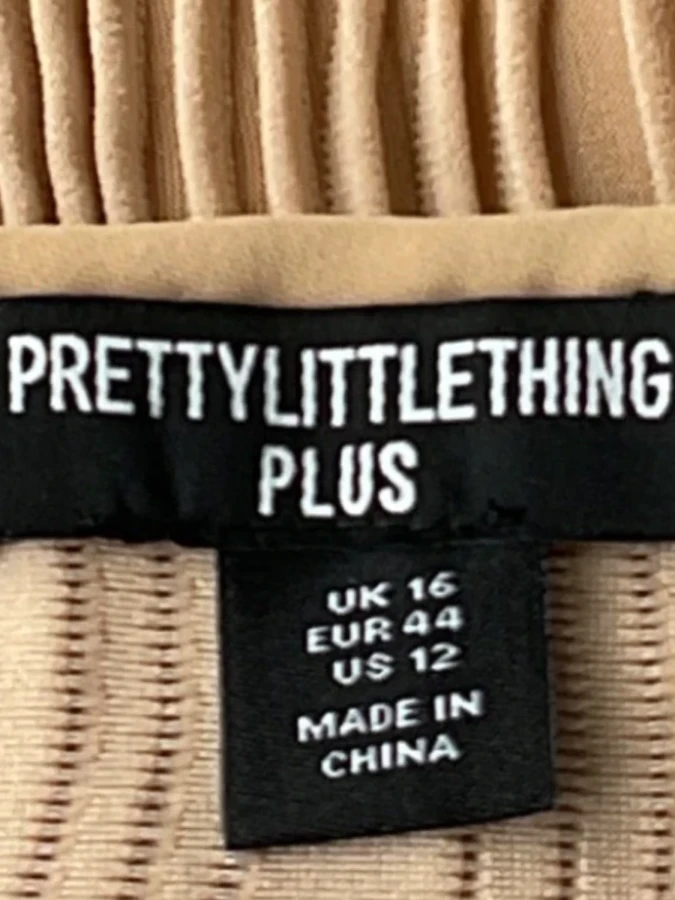 PRETTYLITTLETHING
PLUS
UK 16
EUR 44
US 12
MADE IN
CHINA